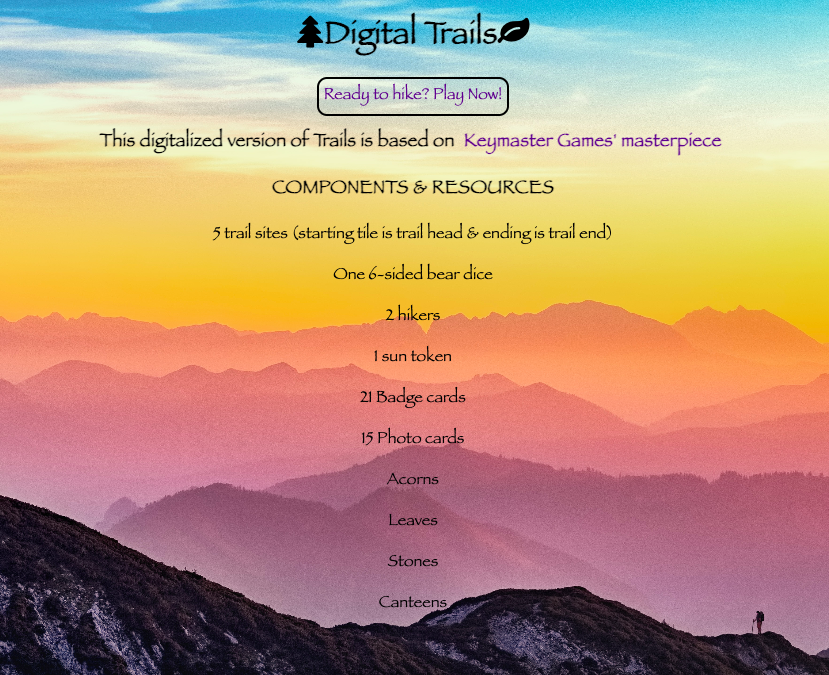 Digital Trails
Ready to hike? Play Now!
This digitalized version of Trails is based on Keymaster Games' masterpiece
COMPONENTS & RESOURCES
5 trail sites (starting tile is trail head & ending is trail end)
One 6-sided bear dice
2 hikers
1 sun token
21 Badge cards
15 Photo cards
Acorns
Leaves
Stones
Canteens